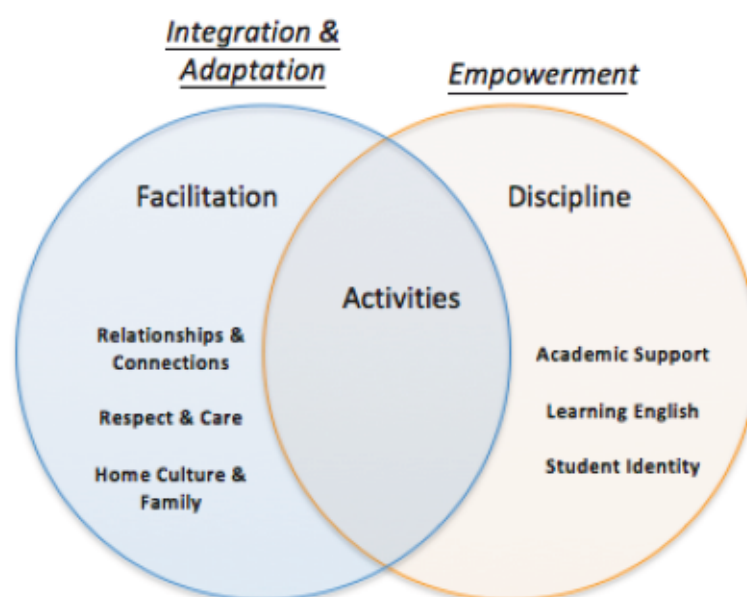 Integration &
Adaptation
Empowerment
Facilitation
Discipline
Activities
Relationships &
Connections
Respect & Care
Home Culture &
Family
Academic Support
Learning English
Student Identity